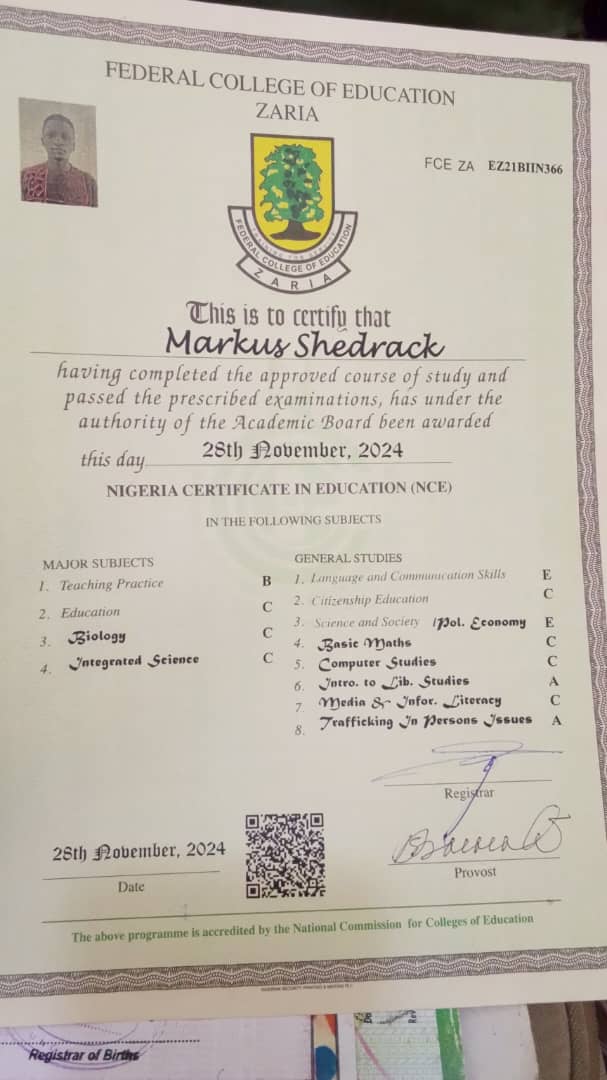 FEDERAL COLLEGE OF EDUCATION
ZARIA
FCE ZA EZ21BIIN366
FEDERAL COLLEGE OF EDUCATION
ZARIA
This is to certify that
Markus Shedrack
having completed the approved course of study and
passed the prescribed examinations, has under the
authority of the Academic Board been awarded
this day 28th November, 2024
NIGERIA CERTIFICATE IN EDUCATION (NCE)
IN THE FOLLOWING SUBJECTS
MAJOR SUBJECTS
1. Teaching Practice B
2. Education C
3. Biology C
4. Integrated Science C
GENERAL STUDIES
1. Language and Communication Skills E
2. Citizenship Education C
3. Science and Society /Pol. Economy E
4. Basic Maths C
5. Computer Studies C
6. Intro. to Lib. Studies A
7. Media & Infor. Literacy C
8. Trafficking In Persons Issues A
Registrar
28th November, 2024
Date
Provost
The above programme is accredited by the National Commission for Colleges of Education
Registrar of Births